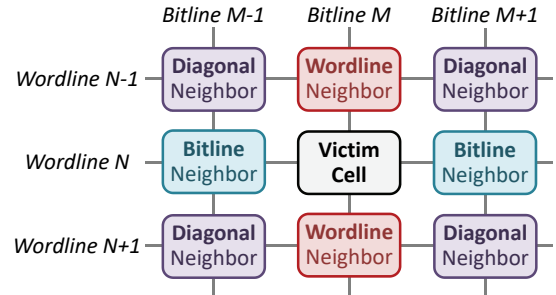 Bitline M-1 Bitline M Bitline M+1
Wordline N-1
Diagonal Wordline Diagonal
Neighbor Neighbor Neighbor
Wordline N
Bitline Victim Bitline
Neighbor Cell Neighbor
Wordline N+1
Diagonal Wordline Diagonal
Neighbor Neighbor Neighbor